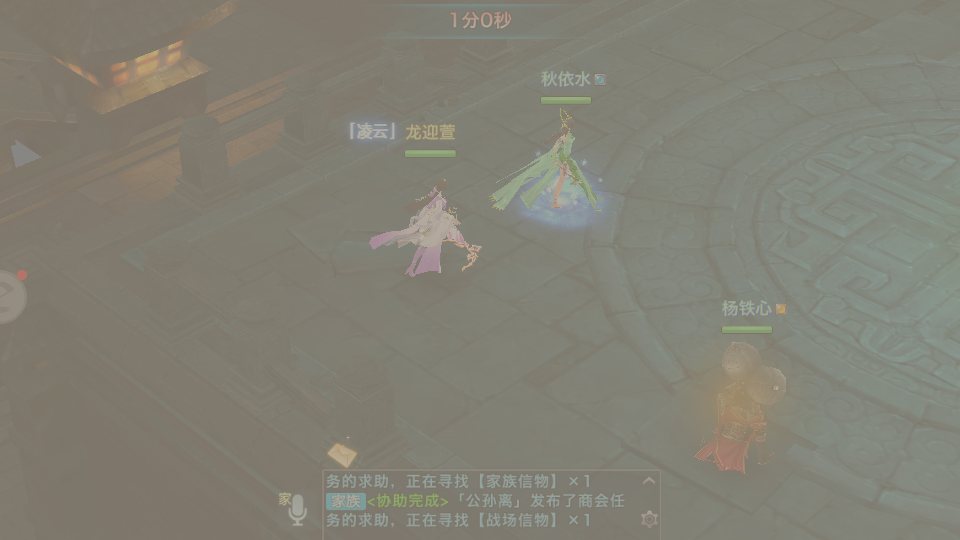 1分0秒
秋依水
「凌云」 龙迎萱
杨铁心
务的求助，正在寻找【家族信物】×1
家族 <协助完成>「公孙离」发布了商会任
务的求助，正在寻找【战场信物】×1
家